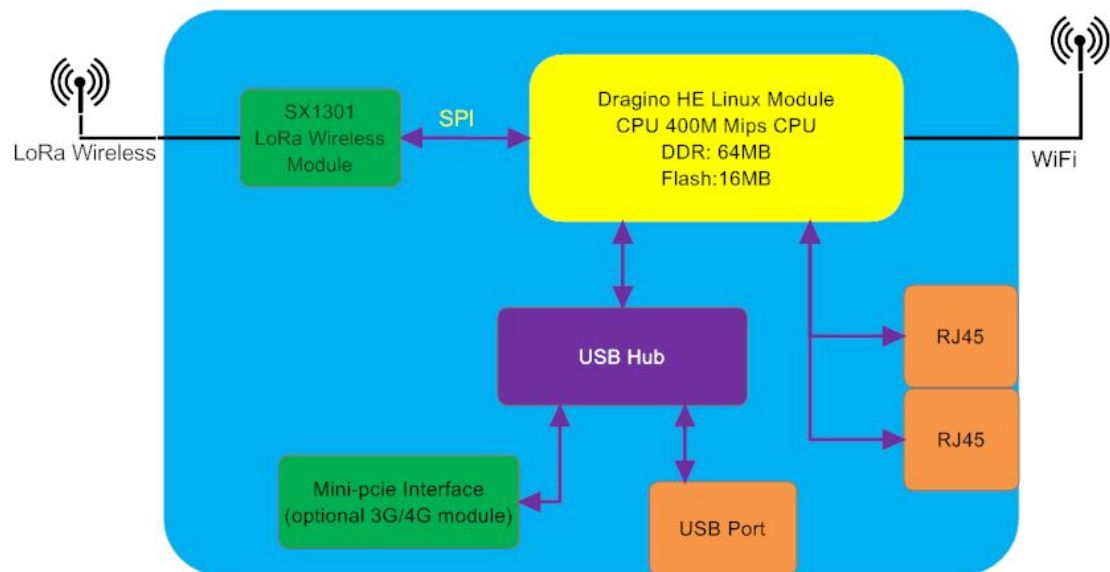 SX1301
LoRa Wireless
Module
SPI
Dragino HE Linux Module
CPU 400M Mips CPU
DDR: 64MB
Flash:16MB
LoRa Wireless
WiFi
USB Hub
RJ45
RJ45
Mini-pcie Interface
(optional 3G/4G module)
USB Port